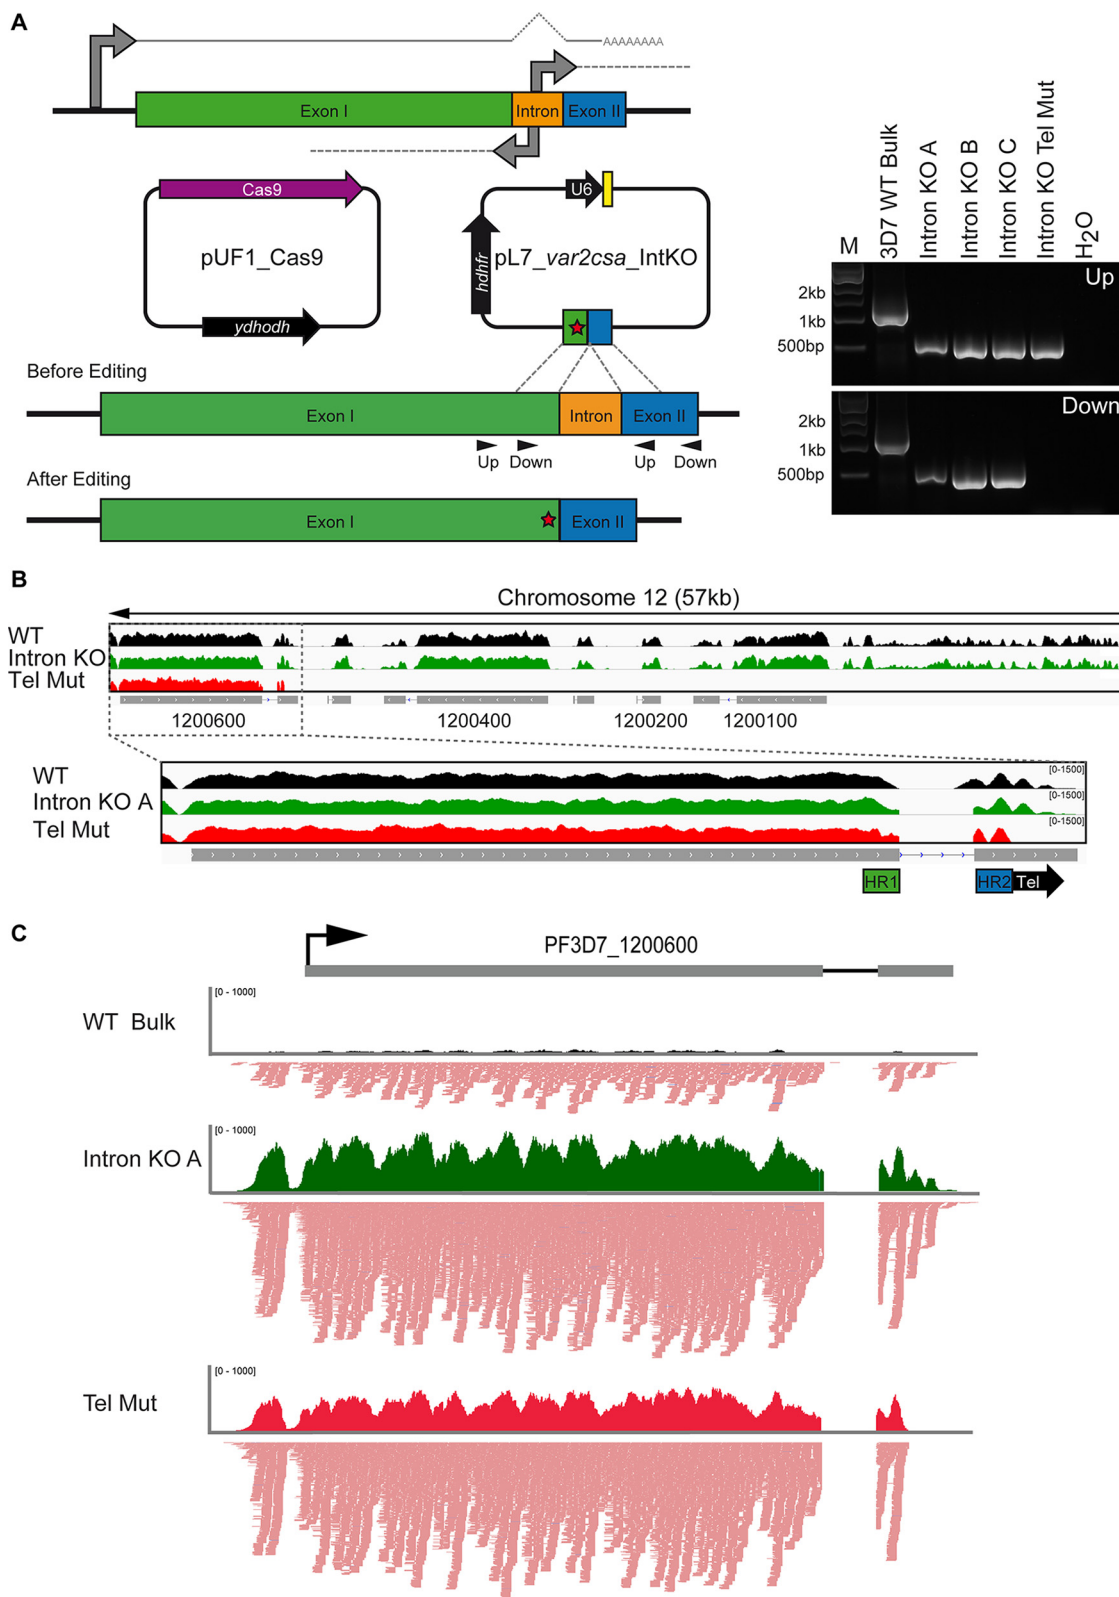 A
AAAAAAAA
Exon I
Intron
Exon II
Cas9
pUF1_Cas9
ydhodh
U6
hdhfr
pL7_var2csa_IntKO
Before Editing
Exon I
Intron
Exon II
Up
Down
Up
Down
After Editing
Exon I
Exon II
M
3D7 WT Bulk
Intron KO A
Intron KO B
Intron KO C
Intron KO Tel Mut
H2O
Up
2kb
1kb
500bp
Down
2kb
1kb
500bp
B
Chromosome 12 (57kb)
WT
Intron KO
Tel Mut
1200600
1200400
1200200
1200100
WT
[0-1500]
Intron KO A
[0-1500]
Tel Mut
[0-1500]
HR1
HR2
Tel
C
PF3D7_1200600
[0 - 1000]
WT Bulk
[0 - 1000]
Intron KO A
[0 - 1000]
Tel Mut